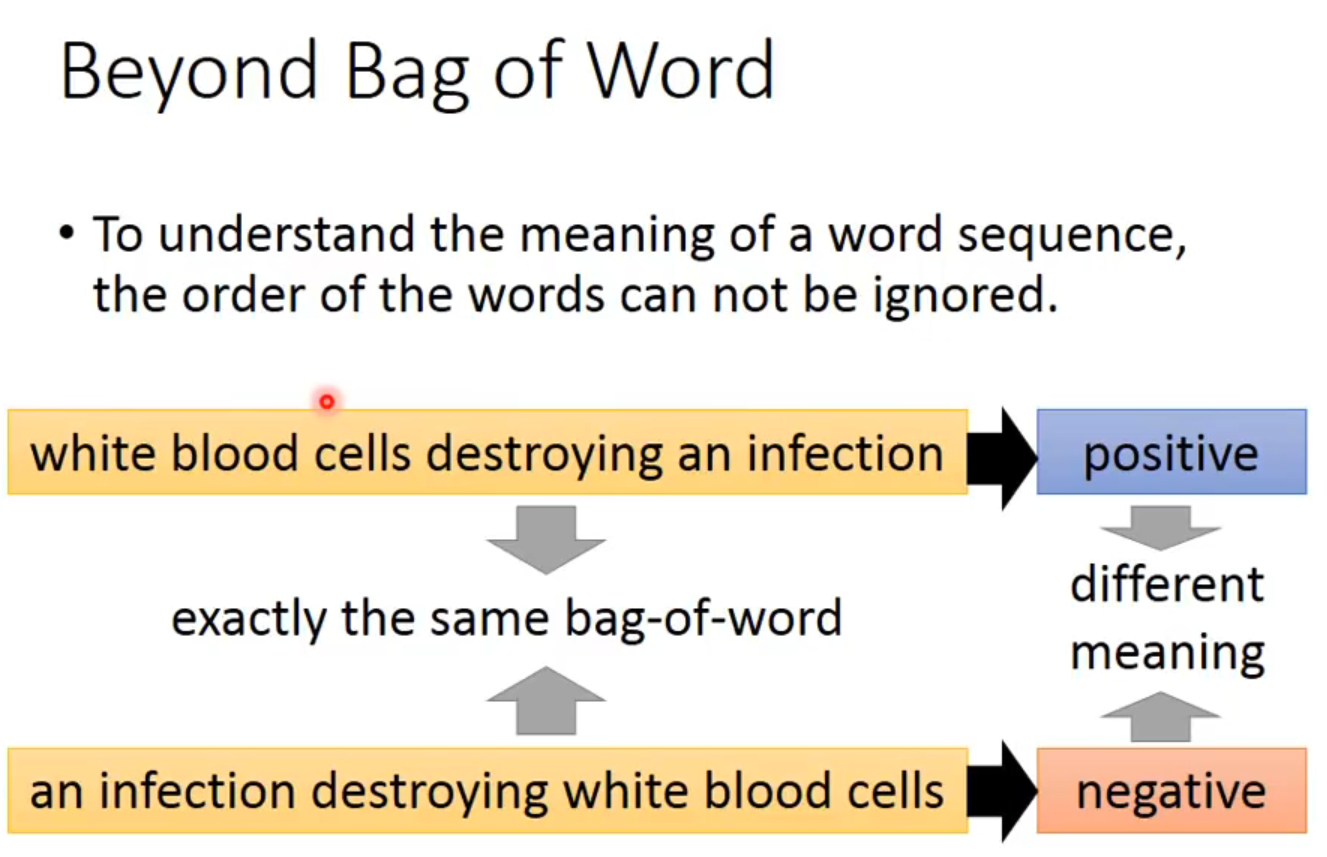 Beyond Bag of Word
• To understand the meaning of a word sequence,
the order of the words can not be ignored.
white blood cells destroying an infection
positive
exactly the same bag-of-word
different
meaning
an infection destroying white blood cells
negative